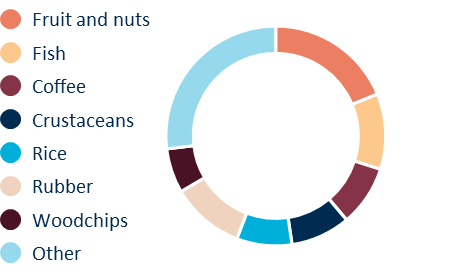 Fruit and nuts
Fish
Coffee
Crustaceans
Rice
Rubber
Woodchips
Other